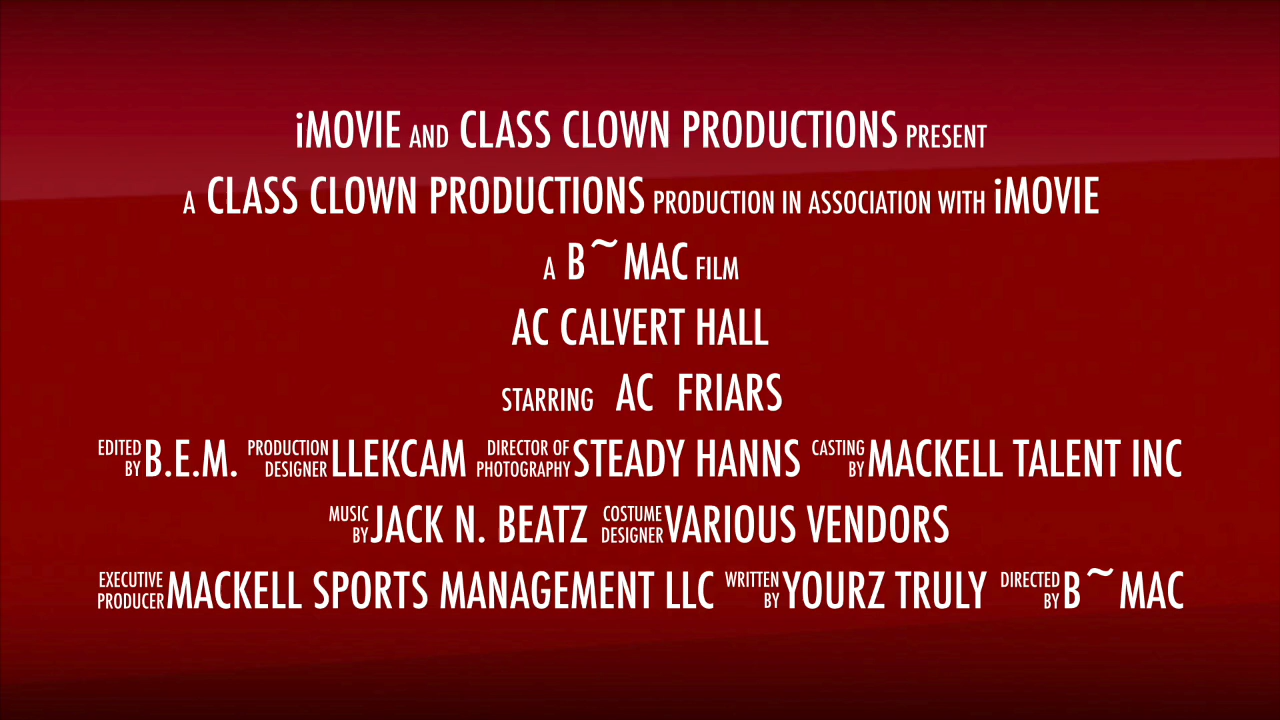 iMOVIE AND CLASS CLOWN PRODUCTIONS PRESENT
A CLASS CLOWN PRODUCTIONS PRODUCTION IN ASSOCIATION WITH iMOVIE
A B~MAC FILM
AC CALVERT HALL
STARRING AC FRIARS
EDITED BY B.E.M. PRODUCTION DESIGNER LLEKCAM DIRECTOR OF PHOTOGRAPHY STEADY HANNS CASTING BY MACKELL TALENT INC
MUSIC BY JACK N. BEATZ COSTUME DESIGNER VARIOUS VENDORS
EXECUTIVE PRODUCER MACKELL SPORTS MANAGEMENT LLC WRITTEN BY YOURZ TRULY DIRECTED BY B~MAC